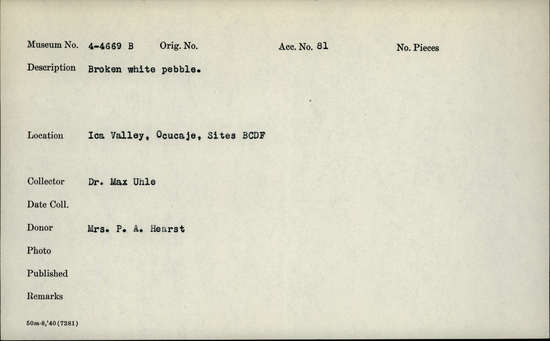 Museum No. 4-4669 B Orig. No. Acc. No. 81 No. Pieces
Description Broken white pebble.
Location Ica Valley, Ocucaje, Sites BCDF
Collector Dr. Max Uhle
Date Coll.
Donor Mrs. P. A. Hearst
Photo
Published
Remarks
50m-8,'40(7281)